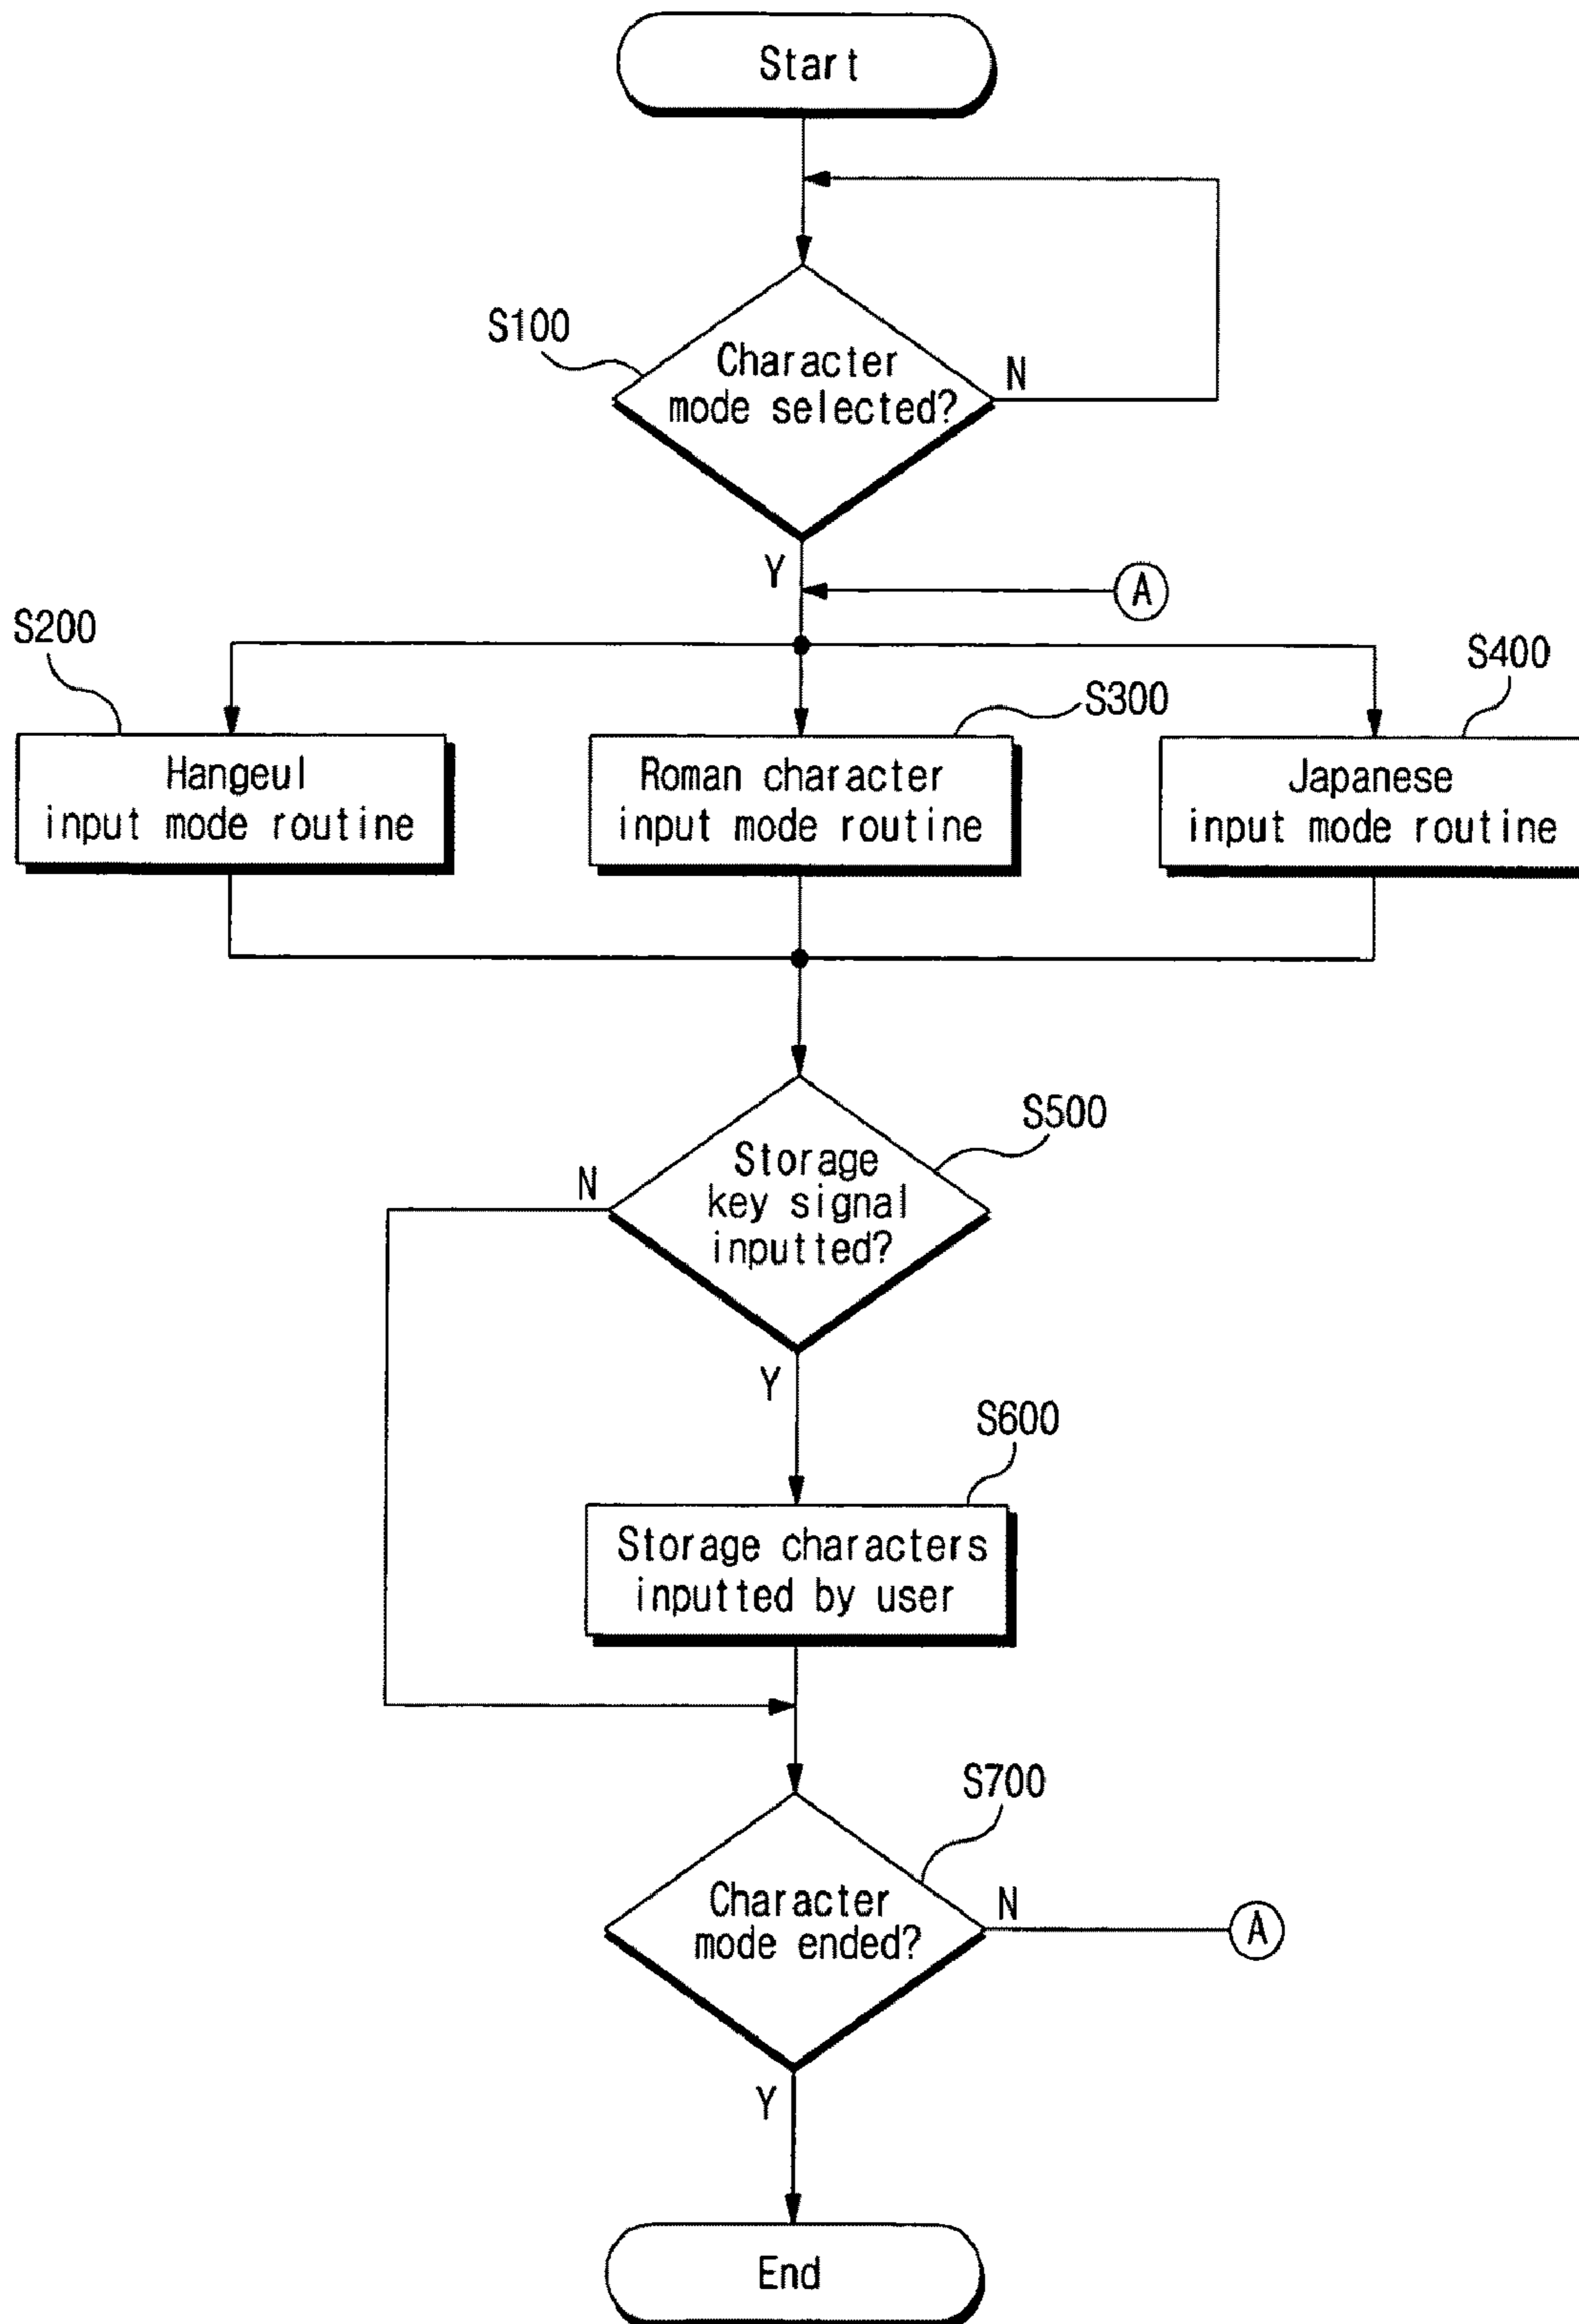 Start
S100
Character
mode selected?
N
Y
A
S200
S300
S400
Hangeul
input mode routine
Roman character
input mode routine
Japanese
input mode routine
S500
Storage
key signal
inputted?
N
Y
S600
Storage characters
inputted by user
S700
Character
mode ended?
N
A
Y
End